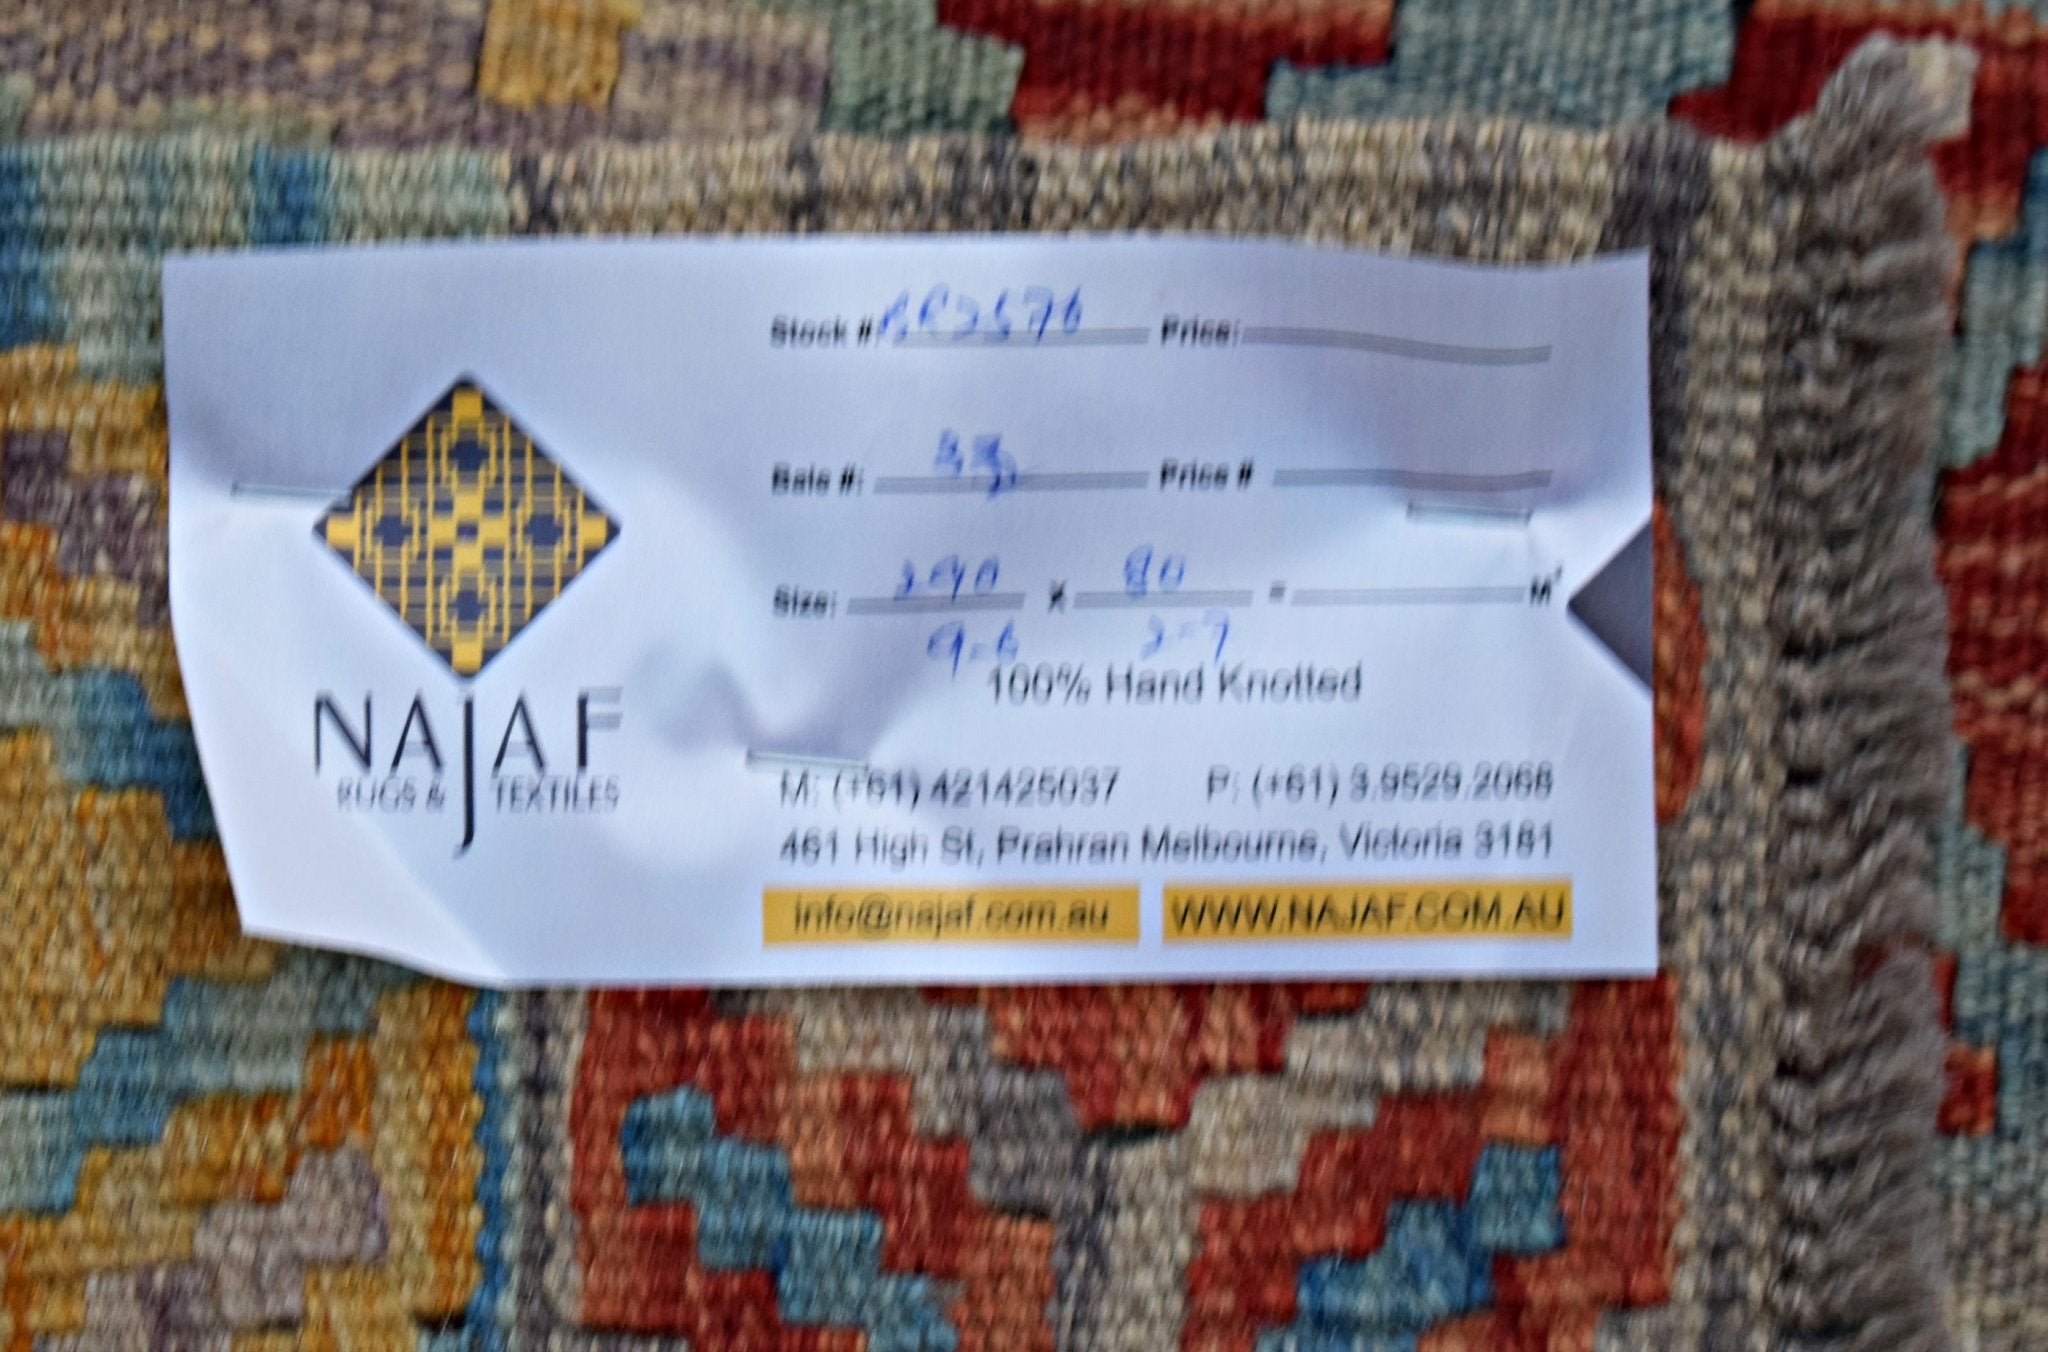 Stock #: 2576 Price:
Bale #: Price #
Size: 290 x 80 = M²
9-6 2-7
100% Hand Knotted
NAJAF
RUGS & TEXTILES
M: (+61) 421425037 P: (+61) 3.9529.2068
461 High St, Prahran Melbourne, Victoria 3181
info@najaf.com.au WWW.NAJAF.COM.AU